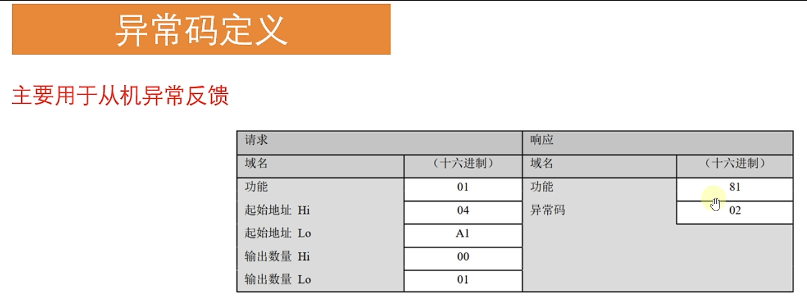 异常码定义
主要用于从机异常反馈
请求 响应
域名 （十六进制） 域名 （十六进制）
功能 01 功能 81
起始地址 Hi 04 异常码 02
起始地址 Lo A1
输出数量 Hi 00
输出数量 Lo 01